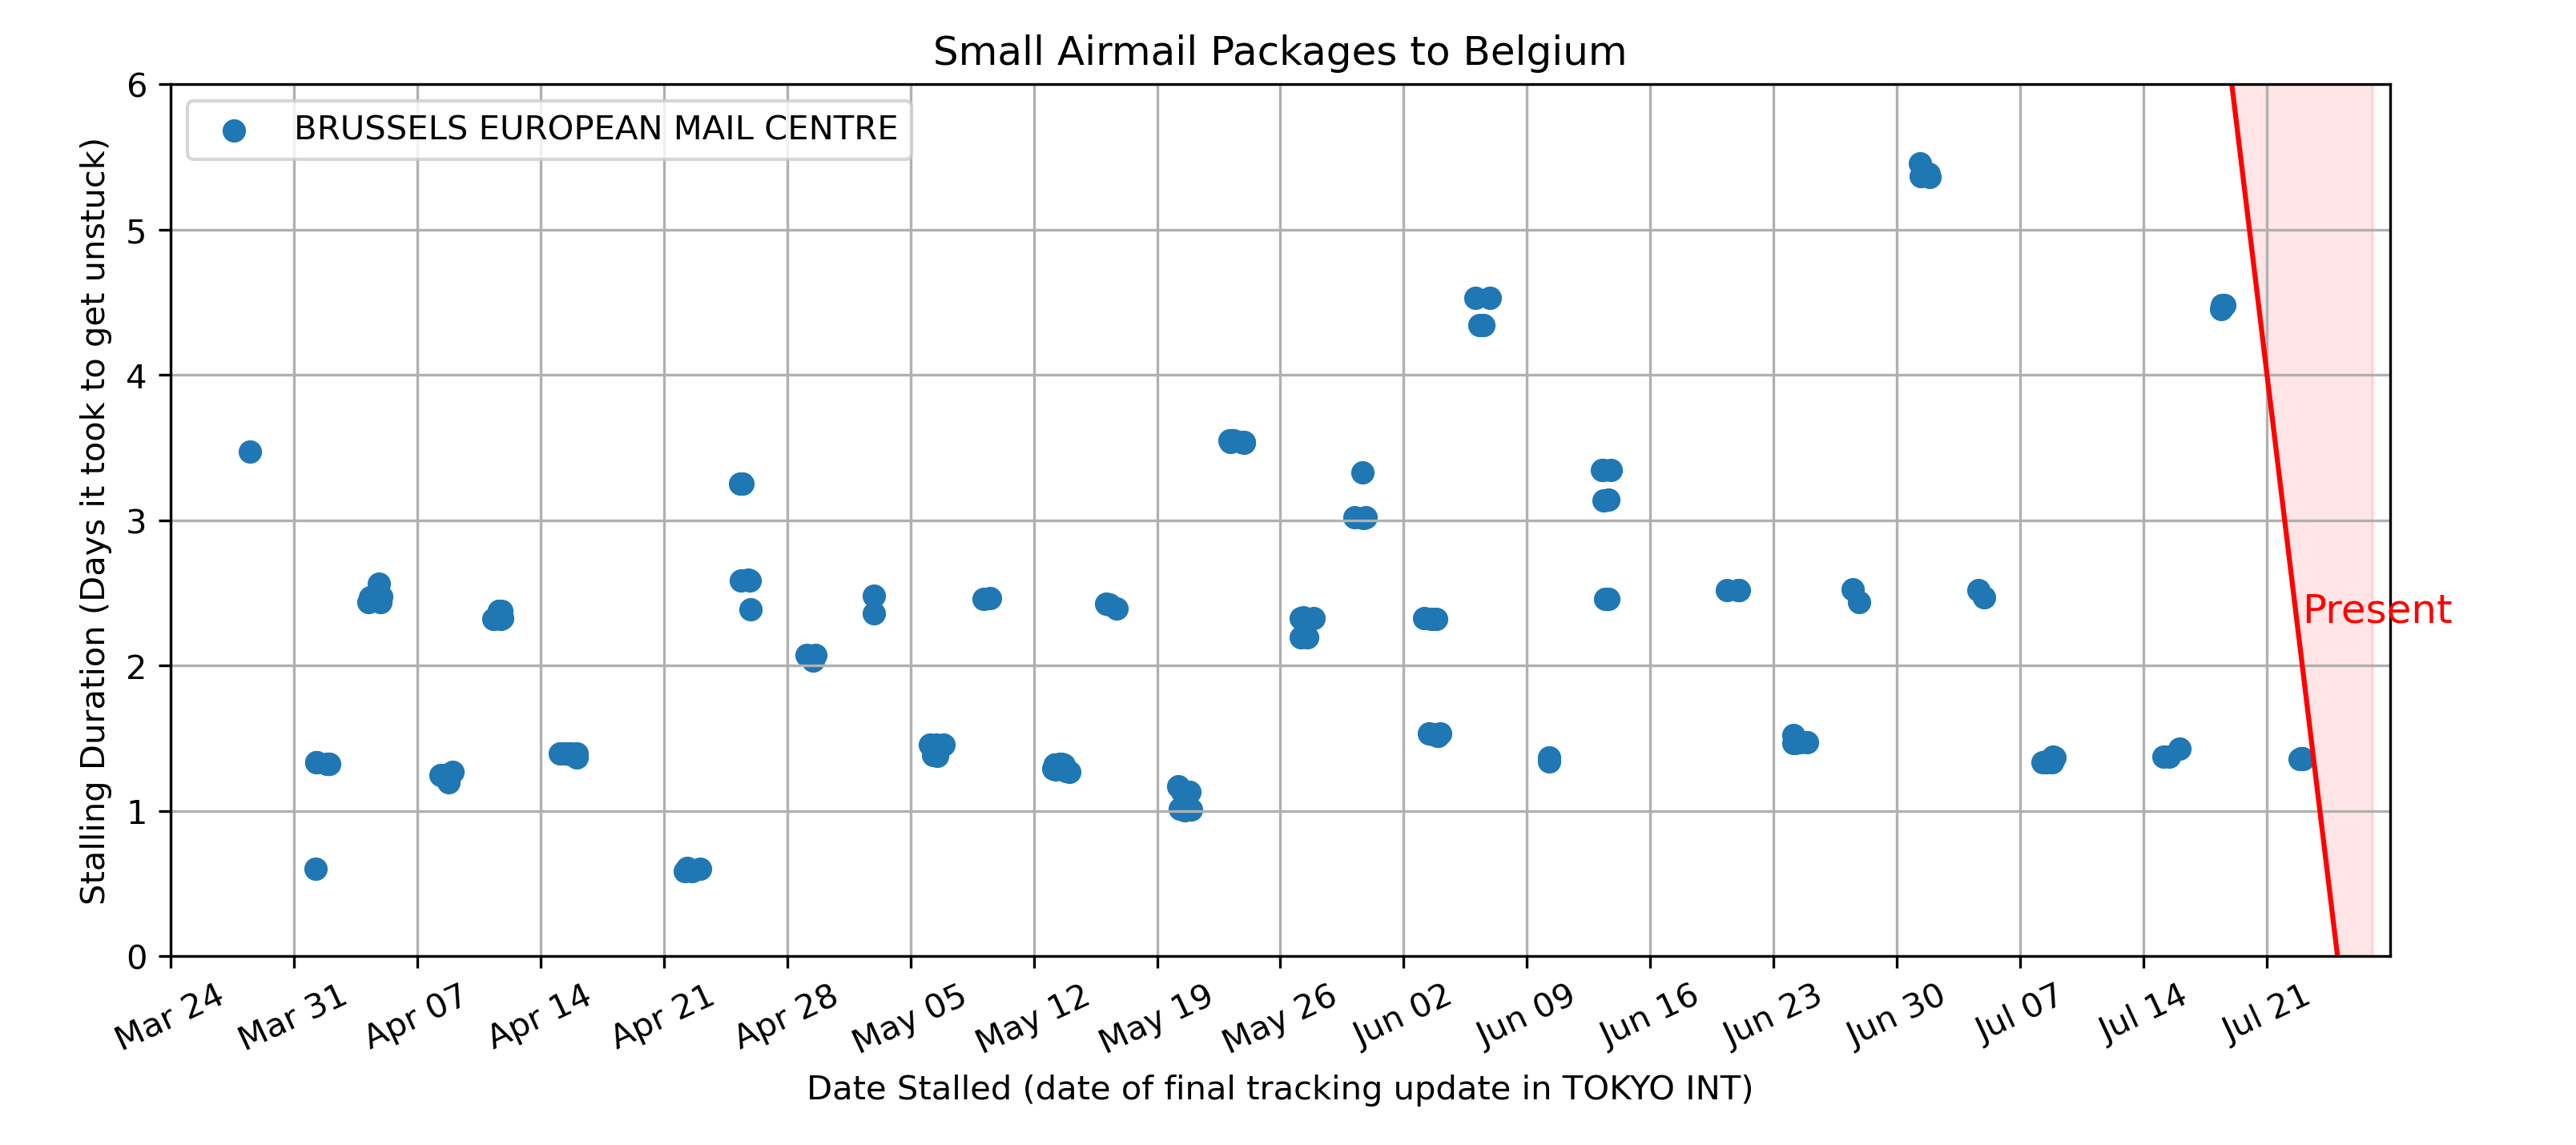 Small Airmail Packages to Belgium
BRUSSELS EUROPEAN MAIL CENTRE
Stalling Duration (Days it took to get unstuck)
6
5
4
3
2
1
0
Present
Mar 24
Mar 31
Apr 07
Apr 14
Apr 21
Apr 28
May 05
May 12
May 19
May 26
Jun 02
Jun 09
Jun 16
Jun 23
Jun 30
Jul 07
Jul 14
Jul 21
Date Stalled (date of final tracking update in TOKYO INT)